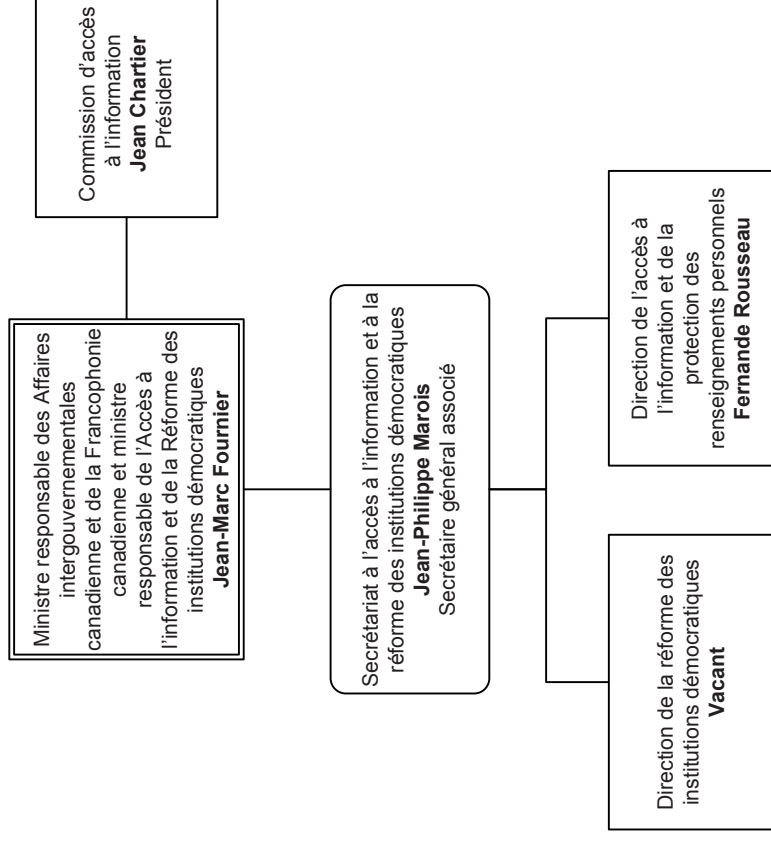 Ministre responsable des Affaires
intergouvernementales
canadienne et de la Francophonie
canadienne et ministre
responsable de l'Accès à
l'information et de la Réforme des
institutions démocratiques
Jean-Marc Fournier
Commission d'accès
à l'information
Jean Chartier
Président
Secrétariat à l'accès à l'information et à la
réforme des institutions démocratiques
Jean-Philippe Marois
Secrétaire général associé
Direction de la réforme des
institutions démocratiques
Vacant
Direction de l'accès à
l'information et de la
protection des
renseignements personnels
Fernande Rousseau